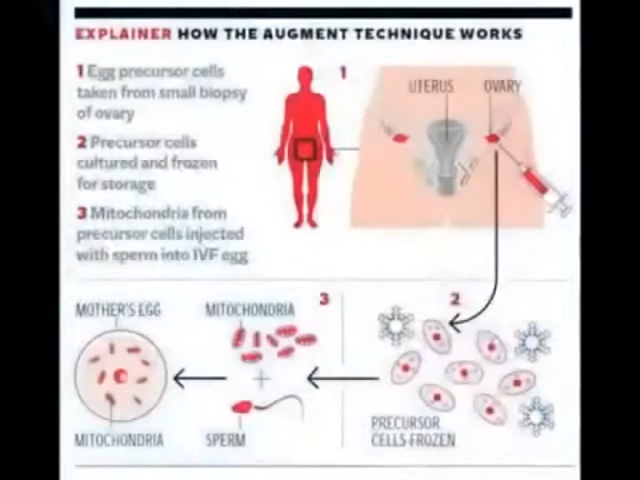 EXPLAINER HOW THE AUGMENT TECHNIQUE WORKS
1 Egg precursor cells
taken from small biopsy
of ovary
2 Precursor cells
cultured and frozen
for storage
3 Mitochondria from
precursor cells injected
with sperm into IVF egg
1
UTERUS
OVARY
2
PRECURSOR
CELLS FROZEN
3
MITOCHONDRIA
SPERM
MOTHER'S EGG
MITOCHONDRIA